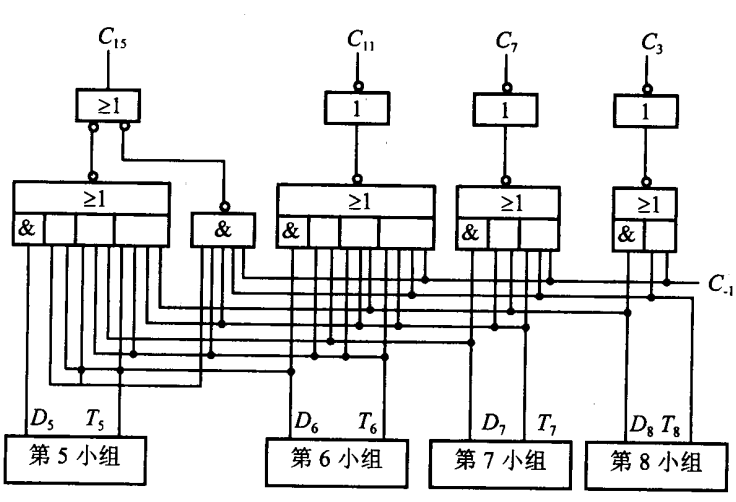 C₁₅ C₁₁ C₇ C₃
≥1 1 1 1
≥1 ≥1 ≥1 ≥1
& & & & &
C₋₁
D₅ T₅ D₆ T₆ D₇ T₇ D₈ T₈
第5小组 第6小组 第7小组 第8小组